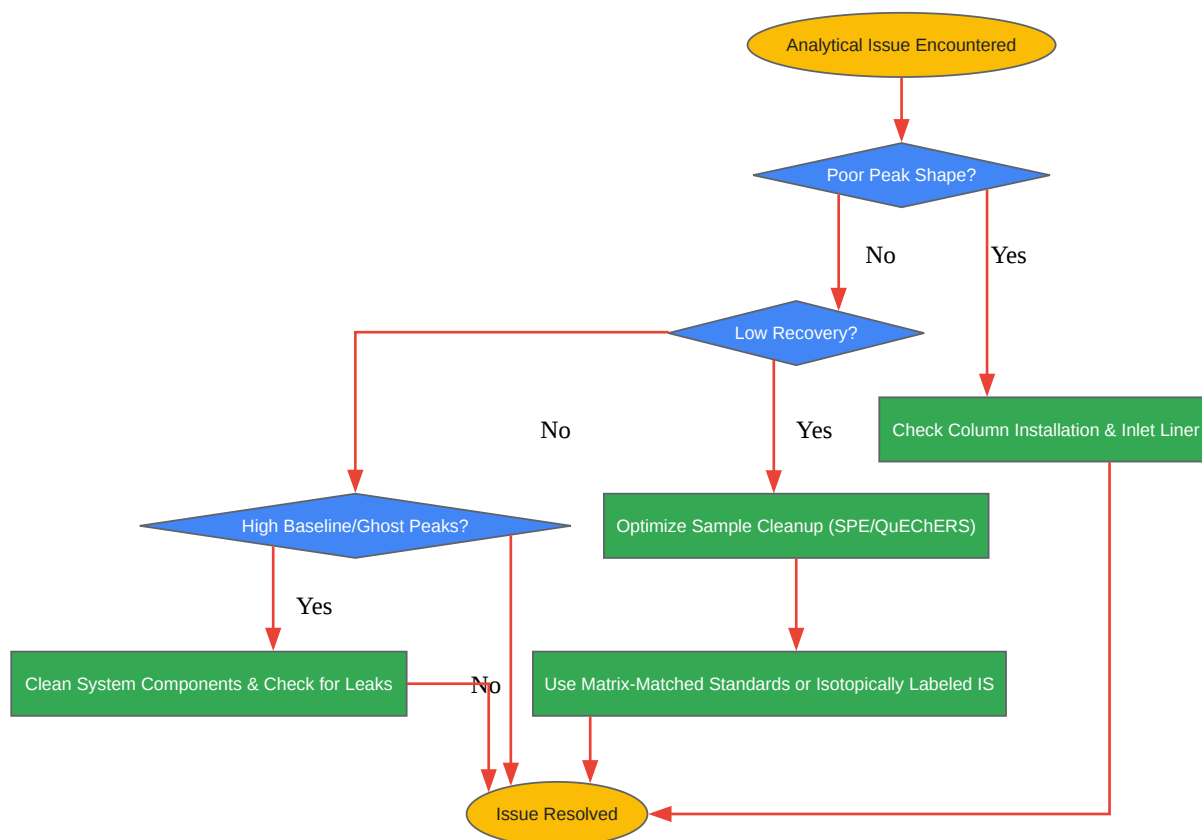 Analytical Issue Encountered
Poor Peak Shape?
No
Yes
Low Recovery?
Check Column Installation & Inlet Liner
No
Yes
High Baseline/Ghost Peaks?
Optimize Sample Cleanup (SPE/QuEChERS)
Yes
Clean System Components & Check for Leaks
No
Use Matrix-Matched Standards or Isotopically Labeled IS
Issue Resolved